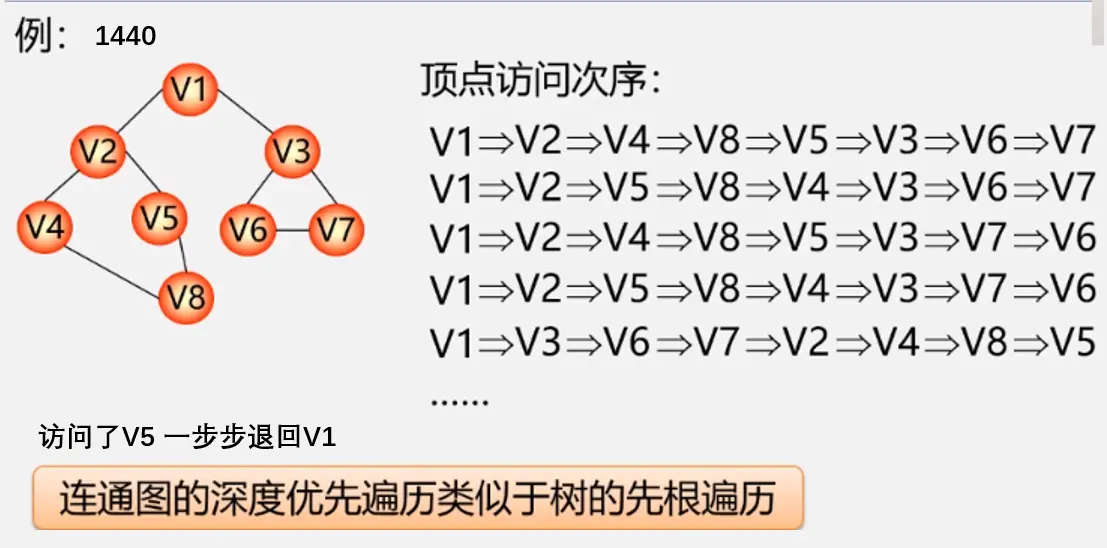 例： 1440
V1
V2
V3
V4
V5
V6
V7
V8
顶点访问次序：
V1⇒V2⇒V4⇒V8⇒V5⇒V3⇒V6⇒V7
V1⇒V2⇒V5⇒V8⇒V4⇒V3⇒V6⇒V7
V1⇒V2⇒V4⇒V8⇒V5⇒V3⇒V7⇒V6
V1⇒V2⇒V5⇒V8⇒V4⇒V3⇒V7⇒V6
V1⇒V3⇒V6⇒V7⇒V2⇒V4⇒V8⇒V5
......
访问了V5 一步步退回V1
连通图的深度优先遍历类似于树的先根遍历